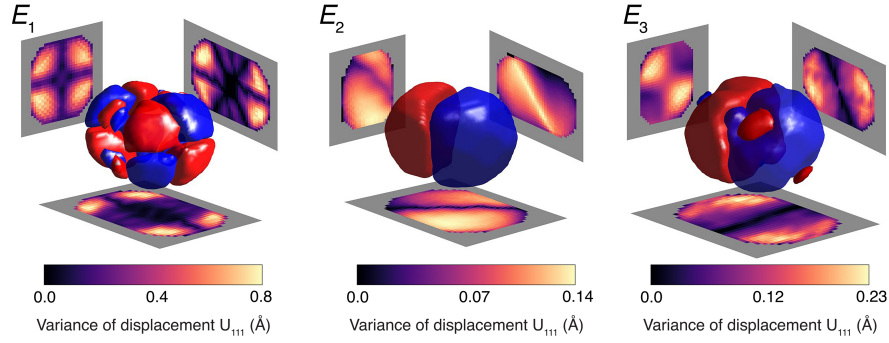 E1 E2 E3
0.0 0.4 0.8 0.0 0.07 0.14 0.0 0.12 0.23
Variance of displacement U111 (Å) Variance of displacement U111 (Å) Variance of displacement U111 (Å)